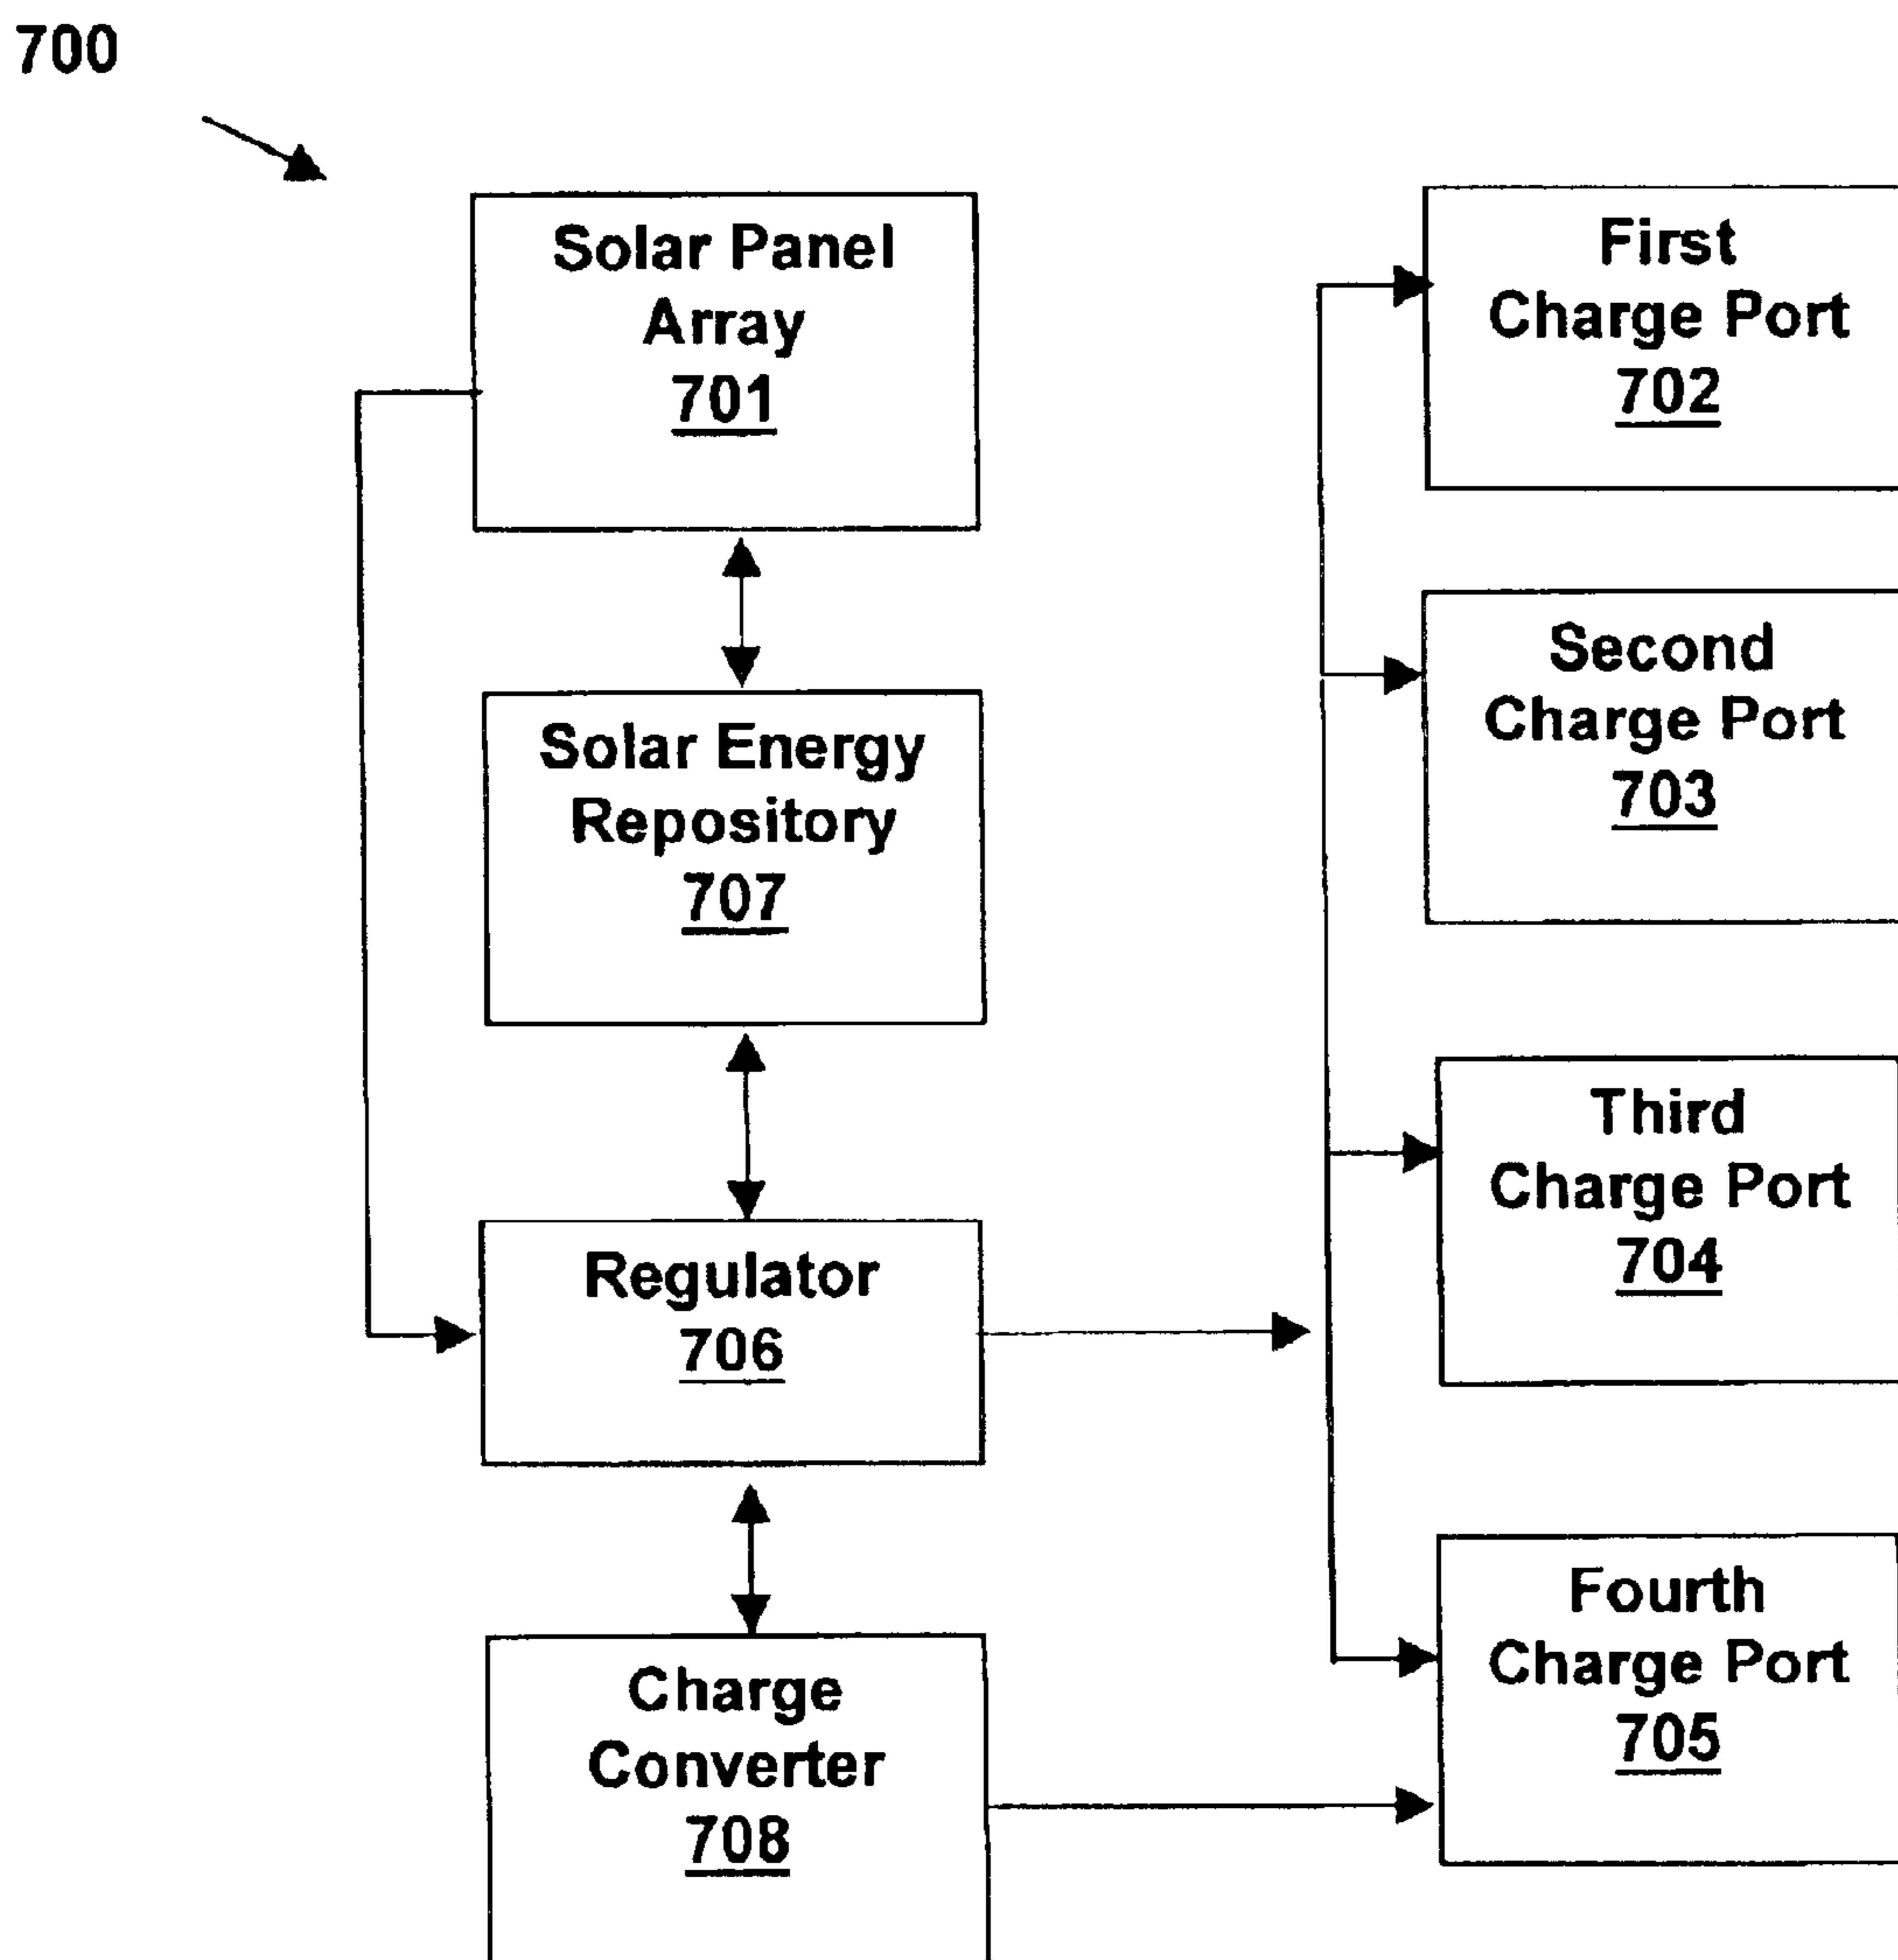 700
Solar Panel
Array
701
Solar Energy
Repository
707
Regulator
706
Charge
Converter
708
First
Charge Port
702
Second
Charge Port
703
Third
Charge Port
704
Fourth
Charge Port
705